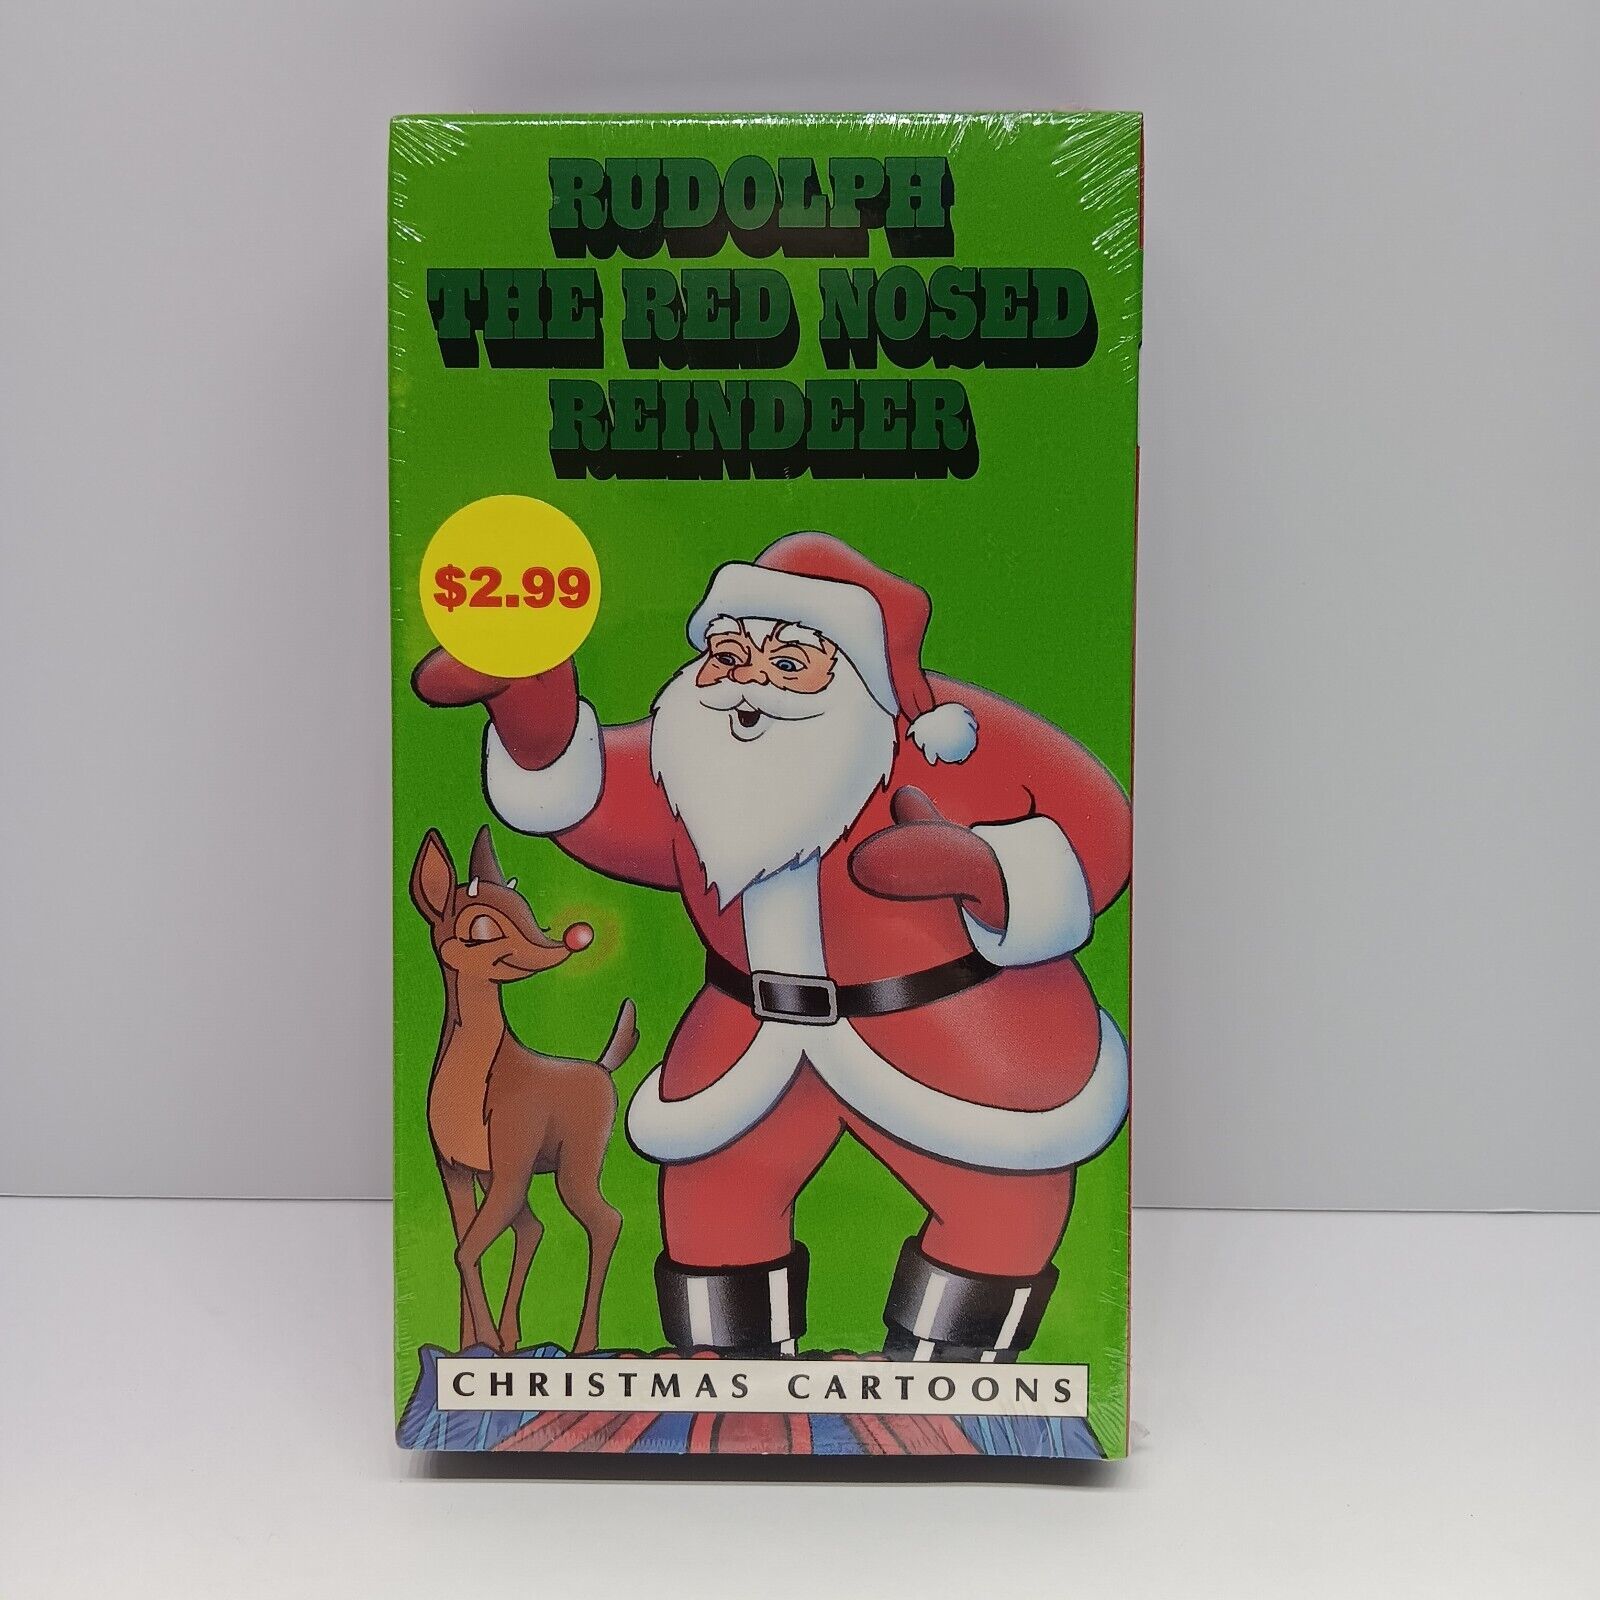 RUDOLPH
THE RED NOSED
REINDEER
$2.99
CHRISTMAS CARTOONS